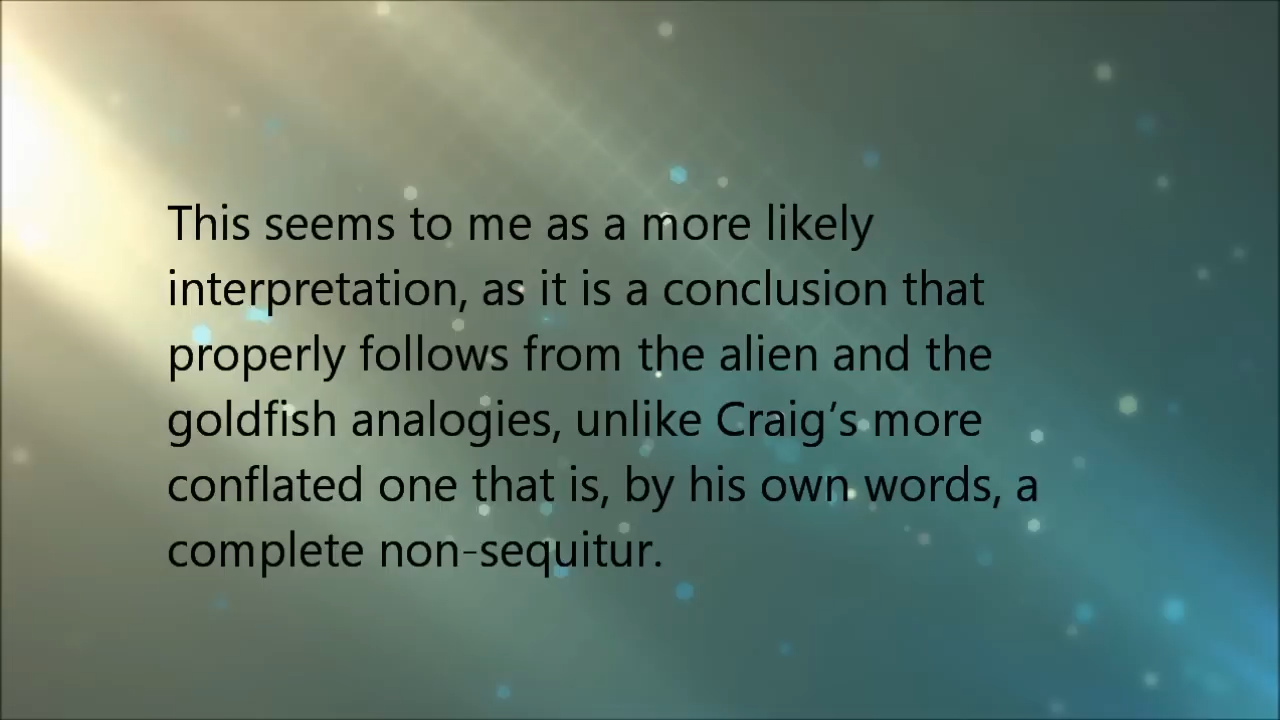 This seems to me as a more likely
interpretation, as it is a conclusion that
properly follows from the alien and the
goldfish analogies, unlike Craig’s more
conflated one that is, by his own words, a
complete non-sequitur.